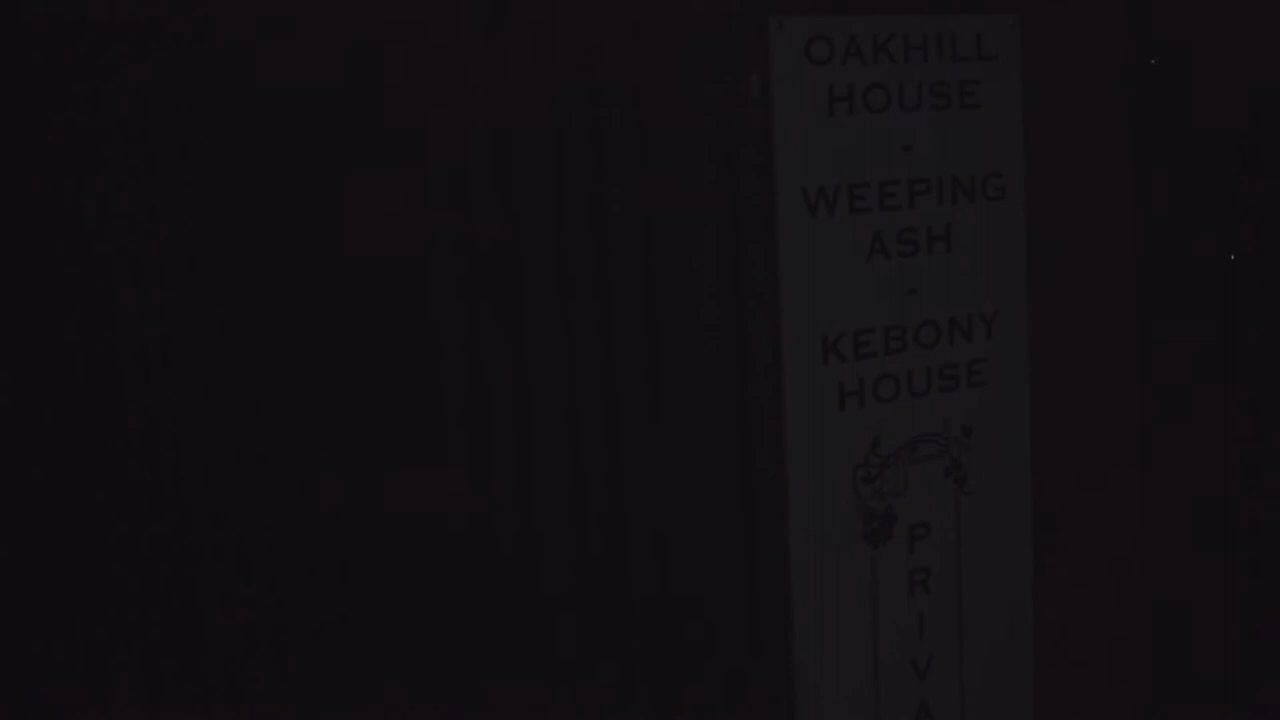 OAKHILL
HOUSE
-
WEEPING
ASH
-
KEBONY
HOUSE
P
R
I
V
A